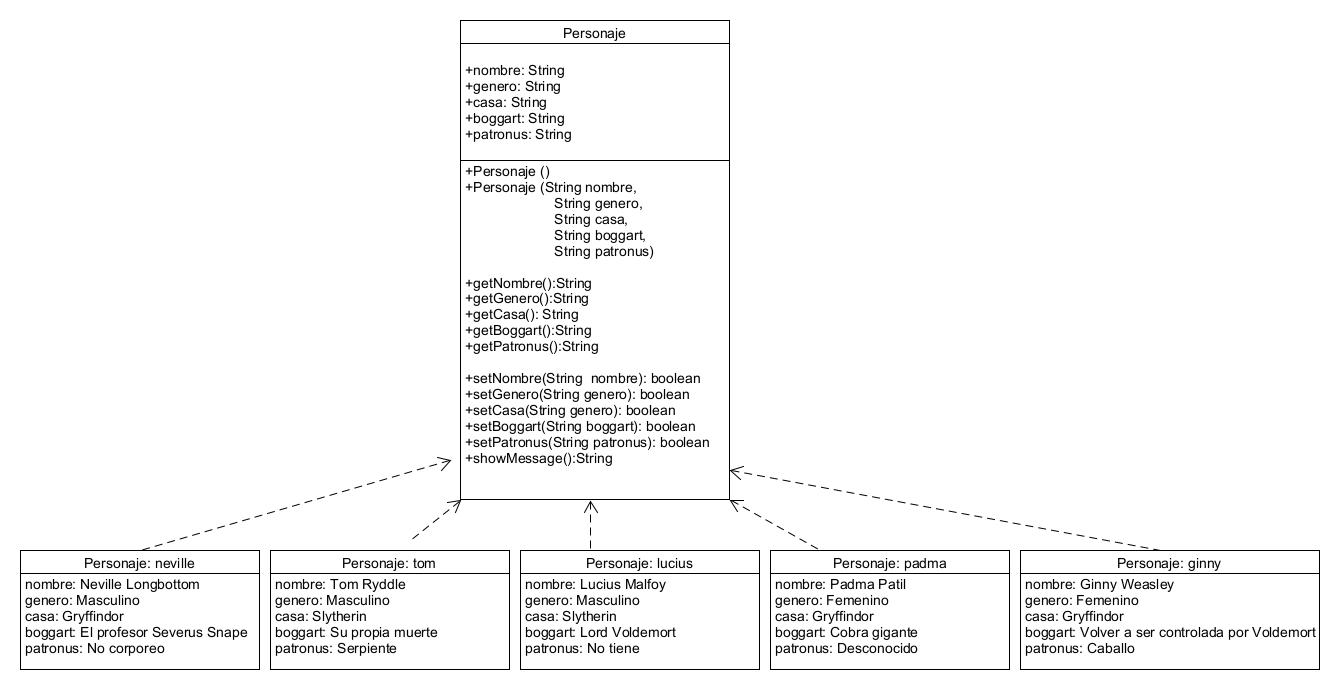 Personaje
+nombre: String
+genero: String
+casa: String
+boggart: String
+patronus: String
+Personaje ()
+Personaje (String nombre,
String genero,
String casa,
String boggart,
String patronus)
+getNombre():String
+getGenero():String
+getCasa(): String
+getBoggart():String
+getPatronus():String
+setNombre(String  nombre): boolean
+setGenero(String genero): boolean
+setCasa(String genero): boolean
+setBoggart(String boggart): boolean
+setPatronus(String patronus): boolean
+showMessage():String
Personaje: neville
nombre: Neville Longbottom
genero: Masculino
casa: Gryffindor
boggart: El profesor Severus Snape
patronus: No corporeo
Personaje: tom
nombre: Tom Ryddle
genero: Masculino
casa: Slytherin
boggart: Su propia muerte
patronus: Serpiente
Personaje: lucius
nombre: Lucius Malfoy
genero: Masculino
casa: Slytherin
boggart: Lord Voldemort
patronus: No tiene
Personaje: padma
nombre: Padma Patil
genero: Femenino
casa: Gryffindor
boggart: Cobra gigante
patronus: Desconocido
Personaje: ginny
nombre: Ginny Weasley
genero: Femenino
casa: Gryffindor
boggart: Volver a ser controlada por Voldemort
patronus: Caballo